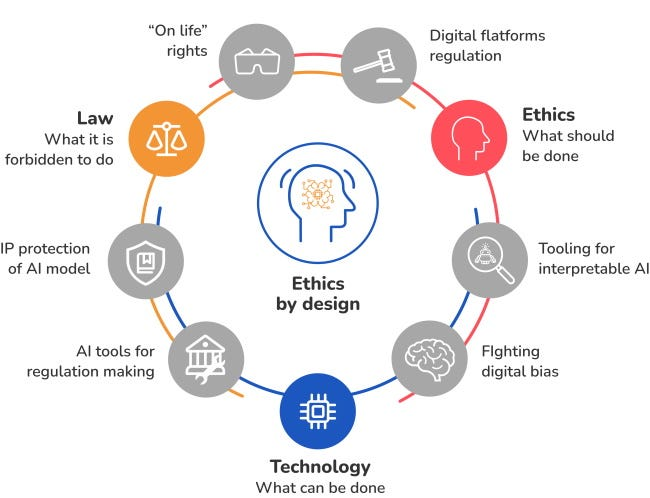 “On life”
rights
Digital flatforms
regulation
Law
What it is
forbidden to do
Ethics
What should
be done
IP protection
of AI model
Tooling for
interpretable AI
Ethics
by design
AI tools for
regulation making
FIghting
digital bias
Technology
What can be done